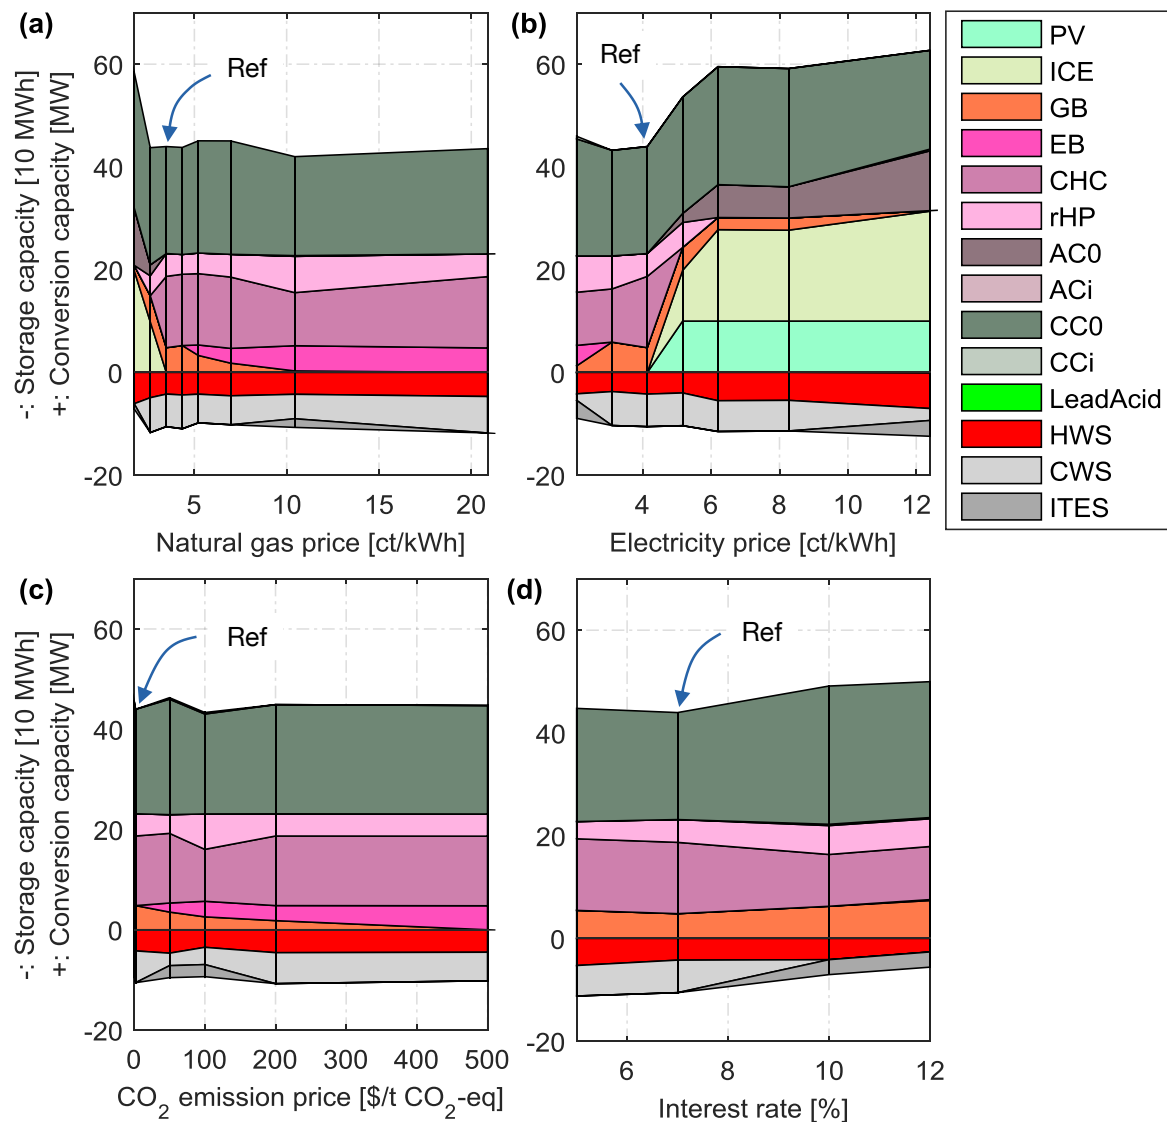 (a)
-: Storage capacity [10 MWh]
+: Conversion capacity [MW]
60
40
20
0
-20
Ref
5
10
15
20
Natural gas price [ct/kWh]
(b)
60
40
20
0
-20
Ref
2
4
6
8
10
12
Electricity price [ct/kWh]
PV
ICE
GB
EB
CHC
rHP
AC0
ACi
CC0
CCi
LeadAcid
HWS
CWS
ITES
(c)
-: Storage capacity [10 MWh]
+: Conversion capacity [MW]
60
40
20
0
-20
Ref
0
100
200
300
400
500
CO2 emission price [$/t CO2-eq]
(d)
60
40
20
0
-20
Ref
6
8
10
12
Interest rate [%]